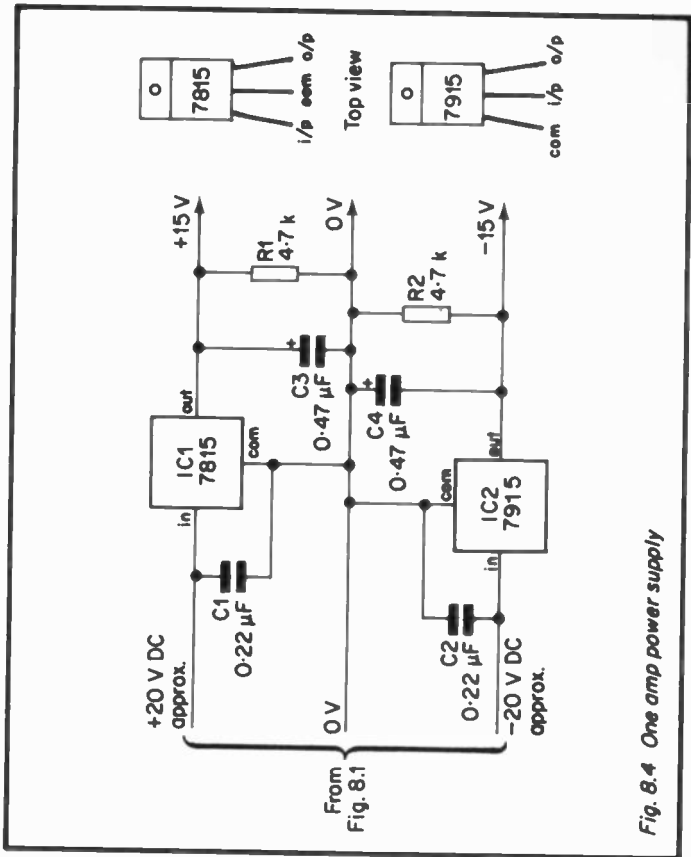 +20 V DC
approx.
in
IC1
7815
out
com
+15 V
C1
0·22 µF
C3
+
0·47 µF
R1
4·7 k
From
Fig. 8.1
0 V
0 V
C4
+
0·47 µF
R2
4·7 k
C2
0·22 µF
com
in
IC2
7915
out
-20 V DC
approx.
-15 V
7815
i/p com o/p
Top view
7915
com i/p o/p
Fig. 8.4 One amp power supply